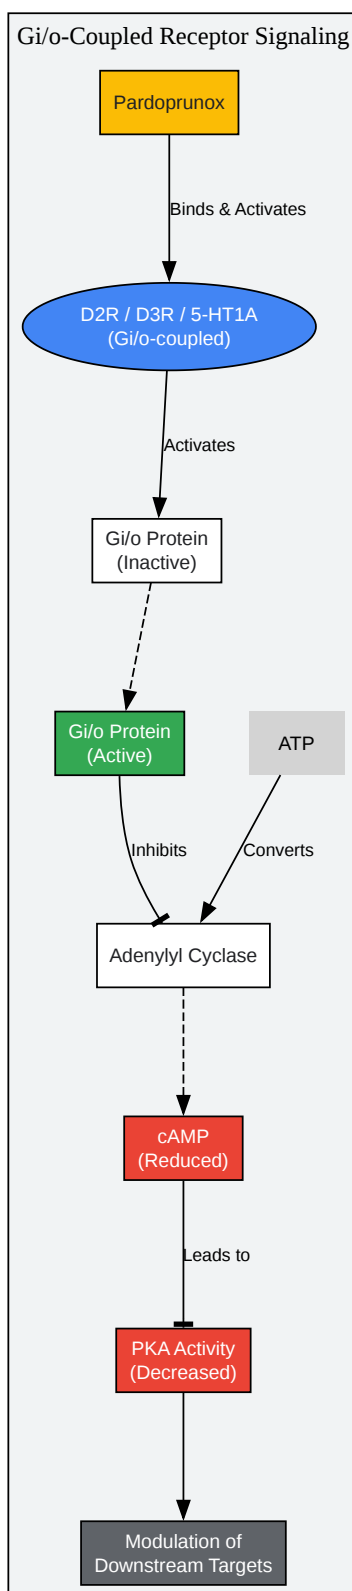 Gi/o-Coupled Receptor Signaling
Pardoprunox
Binds & Activates
D2R / D3R / 5-HT1A
(Gi/o-coupled)
Activates
Gi/o Protein
(Inactive)
Gi/o Protein
(Active)
ATP
Inhibits
Converts
Adenylyl Cyclase
cAMP
(Reduced)
Leads to
PKA Activity
(Decreased)
Modulation of
Downstream Targets